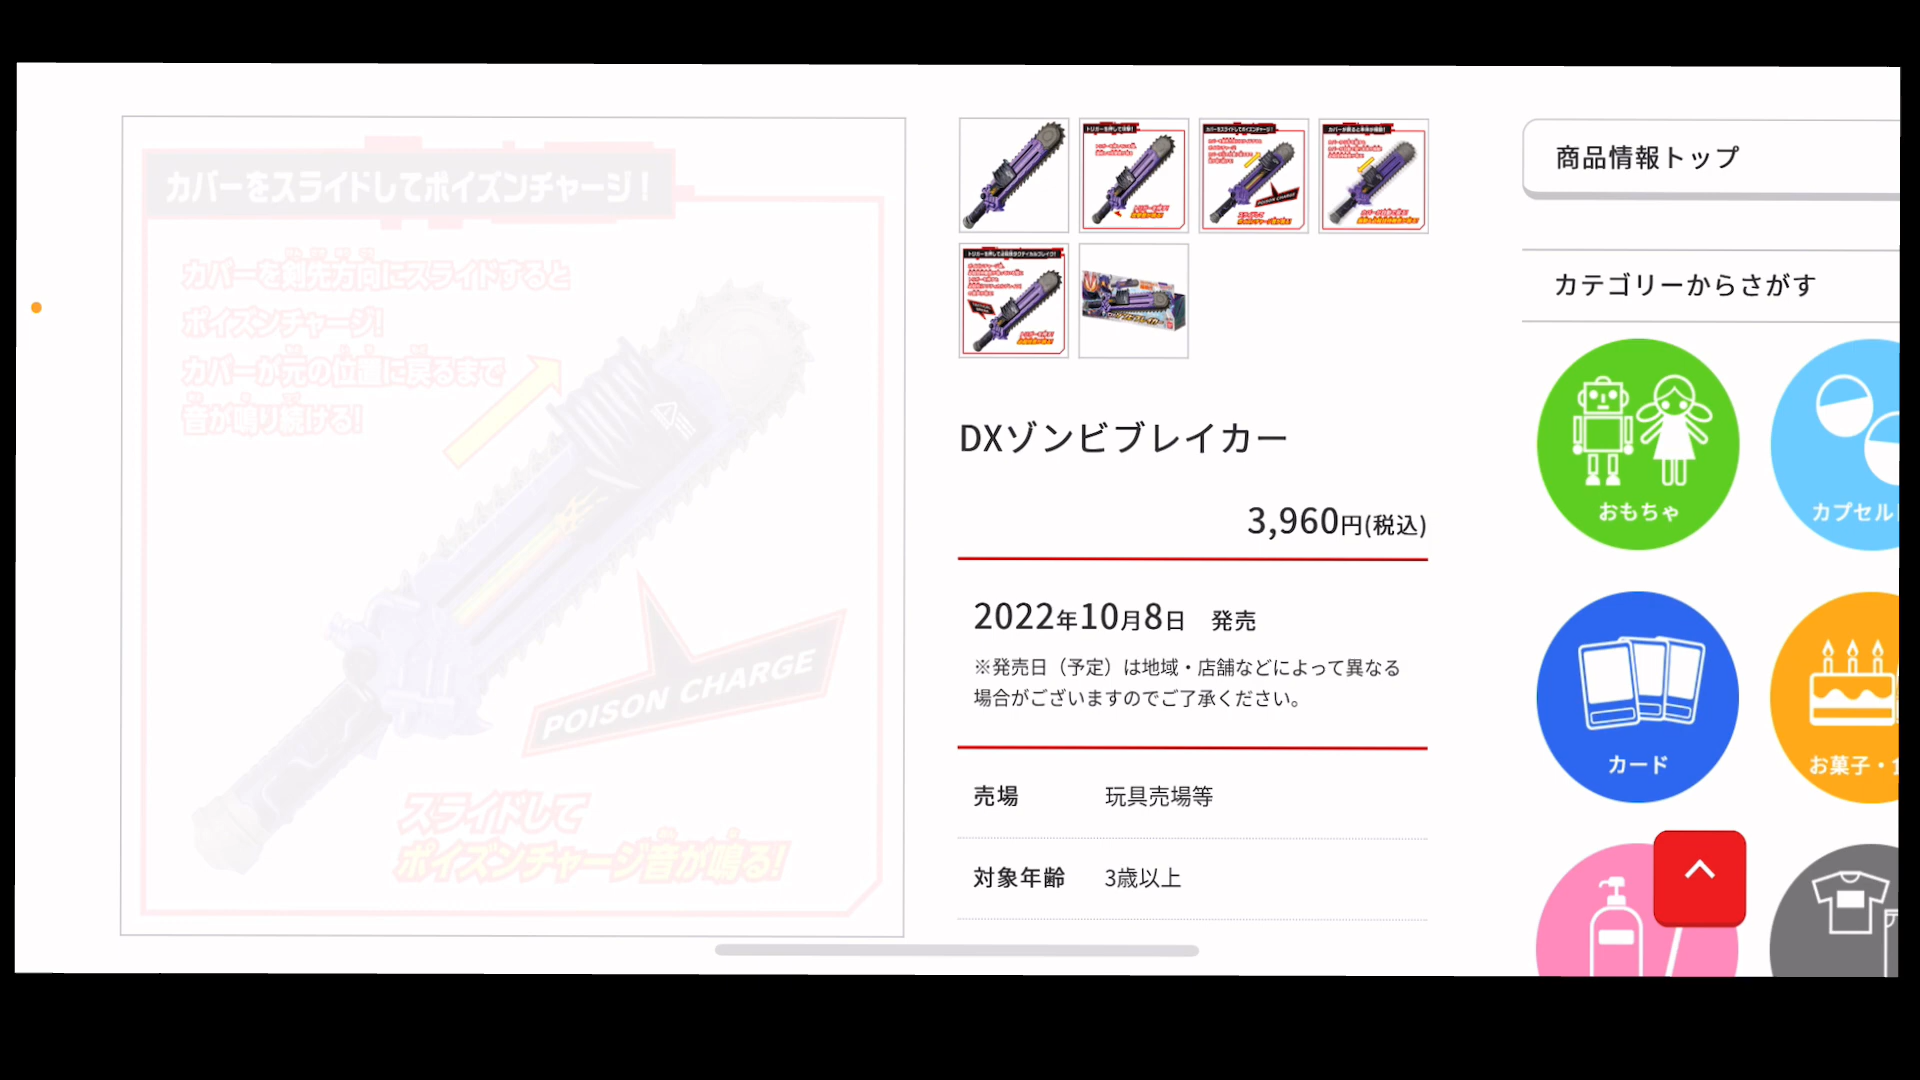 カバーをスライドしてポイズンチャージ！
カバーを剣先方向にスライドすると
ポイズンチャージ!
カバーが元の位置に戻るまで
音が鳴り続ける!
POISON CHARGE
スライドして
ポイズンチャージ音が鳴る!
DXゾンビブレイカー
3,960円(税込)
2022年10月8日 発売
※発売日（予定）は地域・店舗などによって異なる
場合がございますのでご了承ください。
売場 玩具売場等
対象年齢 3歳以上
商品情報トップ
カテゴリーからさがす
おもちゃ
カプセル
カード
お菓子・